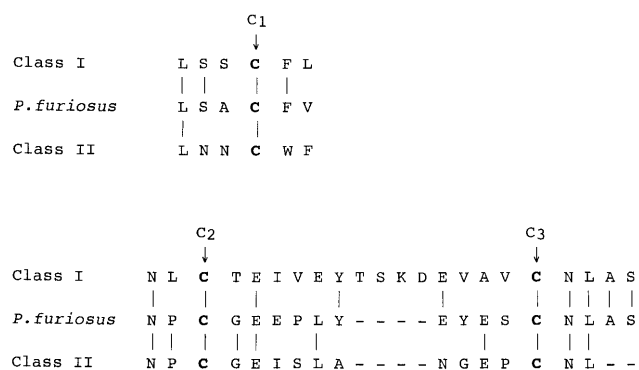 C1
Class I L S S C F L
P.furiosus L S A C F V
Class II L N N C W F
C2 C3
Class I N L C T E I V E Y T S K D E V A V C N L A S
P.furiosus N P C G E E P L Y - - - - E Y E S C N L A S
Class II N P C G E I S L A - - - - N G E P C N L - -